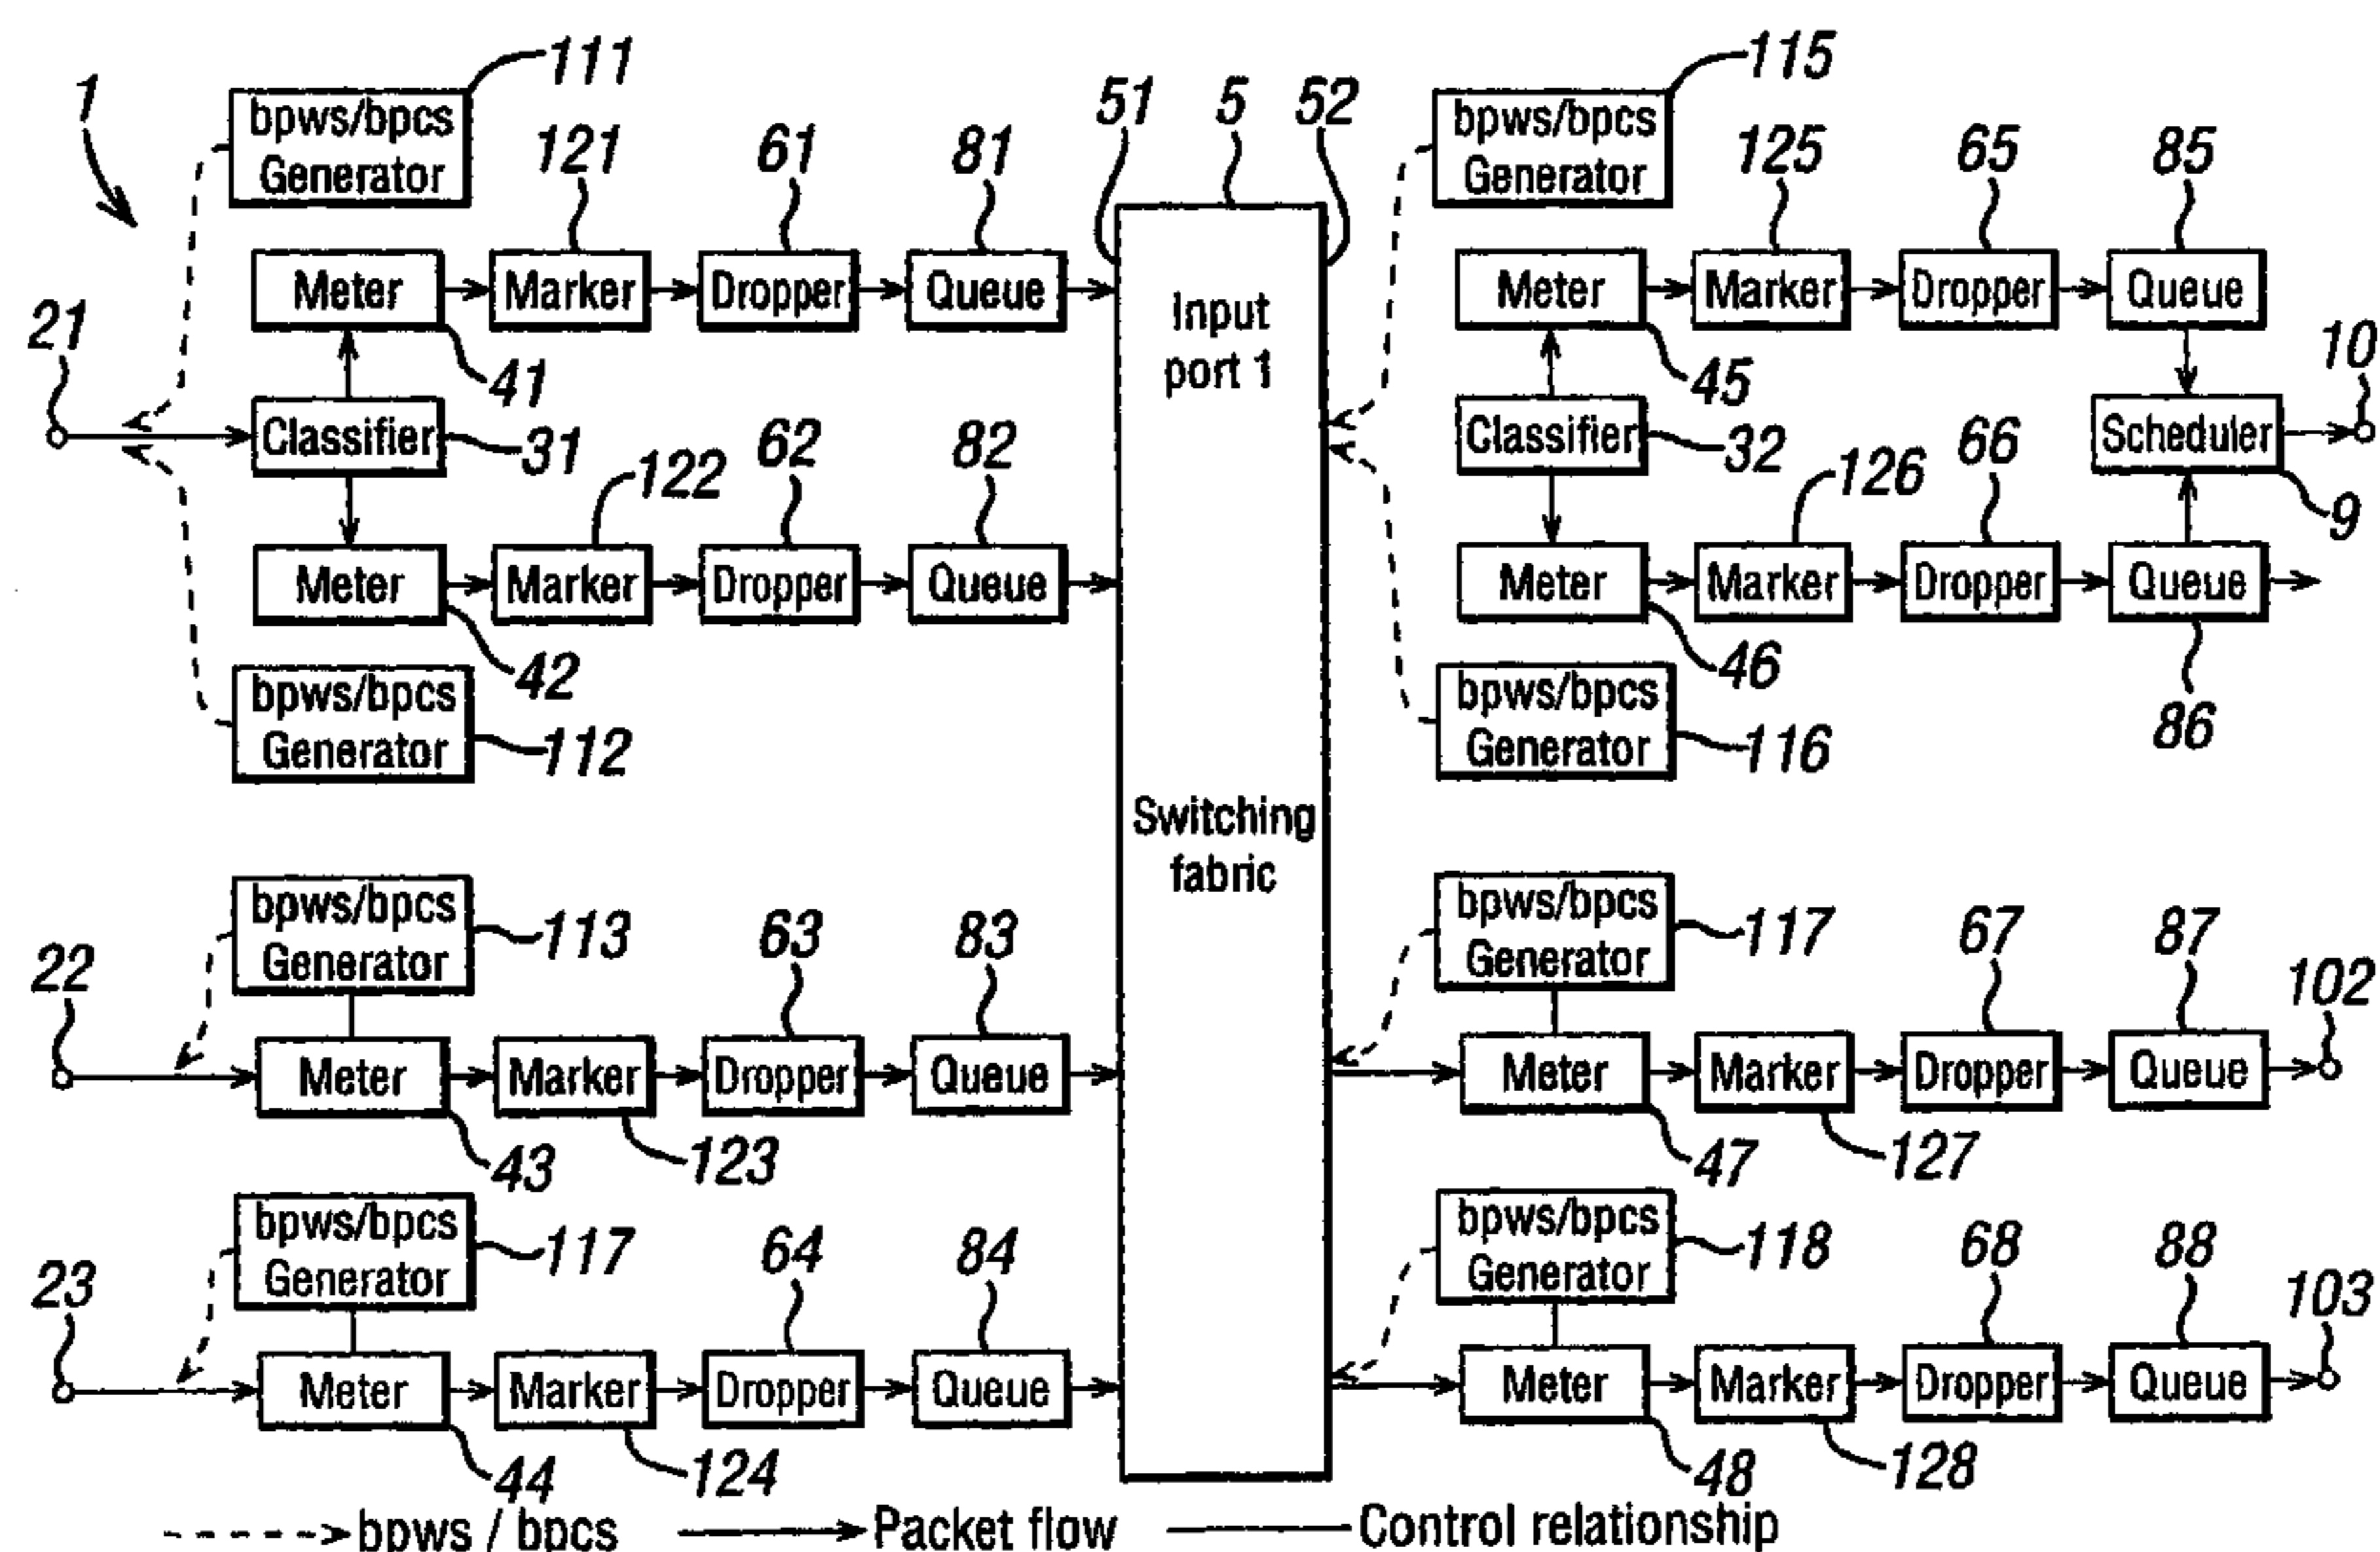 1
111
bpws/bpcs
Generator
121
61
81
51
5
52
115
bpws/bpcs
Generator
125
65
85
Meter
Marker
Dropper
Queue
Input
port 1
Meter
Marker
Dropper
Queue
21
41
45
10
Classifier
31
Classifier
32
Scheduler
9
122
62
82
126
66
Meter
Marker
Dropper
Queue
Meter
Marker
Dropper
Queue
42
46
86
bpws/bpcs
Generator
112
bpws/bpcs
Generator
116
Switching
fabric
22
bpws/bpcs
Generator
113
63
83
bpws/bpcs
Generator
117
67
87
102
Meter
Marker
Dropper
Queue
Meter
Marker
Dropper
Queue
43
123
47
127
23
bpws/bpcs
Generator
117
64
84
bpws/bpcs
Generator
118
68
88
103
Meter
Marker
Dropper
Queue
Meter
Marker
Dropper
Queue
44
124
48
128
bpws / bpcs
Packet flow
Control relationship